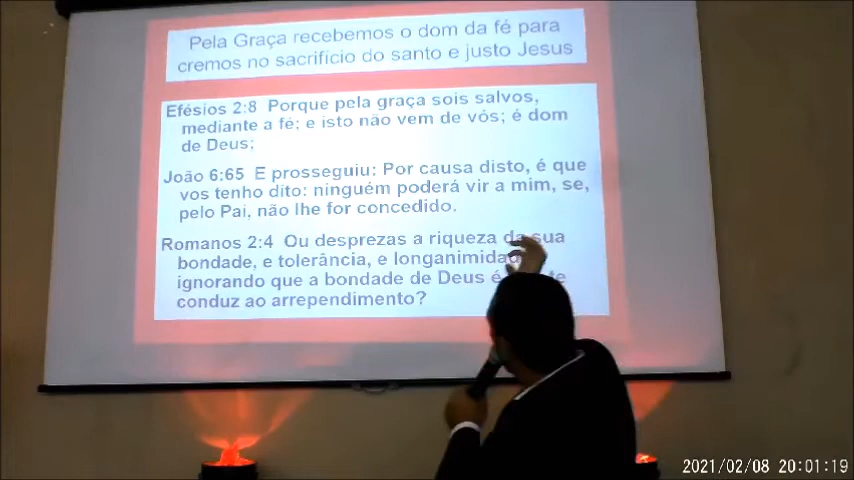 Pela Graça recebemos o dom da fé para
cremos no sacrifício do santo e justo Jesus
Efésios 2:8 Porque pela graça sois salvos,
mediante a fé; e isto não vem de vós; é dom
de Deus;
João 6:65 E prosseguiu: Por causa disto, é que
vos tenho dito: ninguém poderá vir a mim, se,
pelo Pai, não lhe for concedido.
Romanos 2:4 Ou desprezas a riqueza da sua
bondade, e tolerância, e longanimidade,
ignorando que a bondade de Deus é
conduz ao arrependimento?
2021/02/08 20:01:19